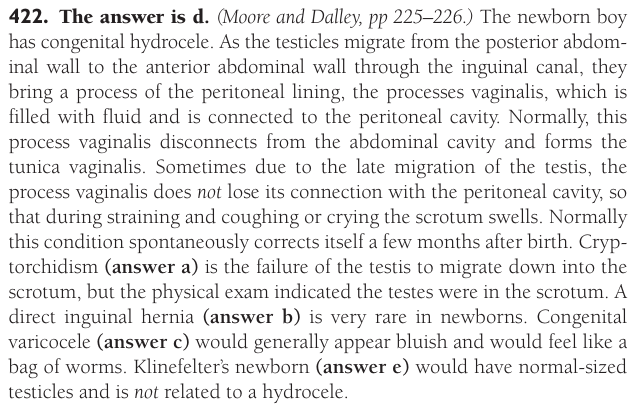 422. The answer is d. (Moore and Dalley, pp 225–226.) The newborn boy
has congenital hydrocele. As the testicles migrate from the posterior abdom-
inal wall to the anterior abdominal wall through the inguinal canal, they
bring a process of the peritoneal lining, the processes vaginalis, which is
filled with fluid and is connected to the peritoneal cavity. Normally, this
process vaginalis disconnects from the abdominal cavity and forms the
tunica vaginalis. Sometimes due to the late migration of the testis, the
process vaginalis does not lose its connection with the peritoneal cavity, so
that during straining and coughing or crying the scrotum swells. Normally
this condition spontaneously corrects itself a few months after birth. Cryp-
torchidism (answer a) is the failure of the testis to migrate down into the
scrotum, but the physical exam indicated the testes were in the scrotum. A
direct inguinal hernia (answer b) is very rare in newborns. Congenital
varicocele (answer c) would generally appear bluish and would feel like a
bag of worms. Klinefelter's newborn (answer e) would have normal-sized
testicles and is not related to a hydrocele.